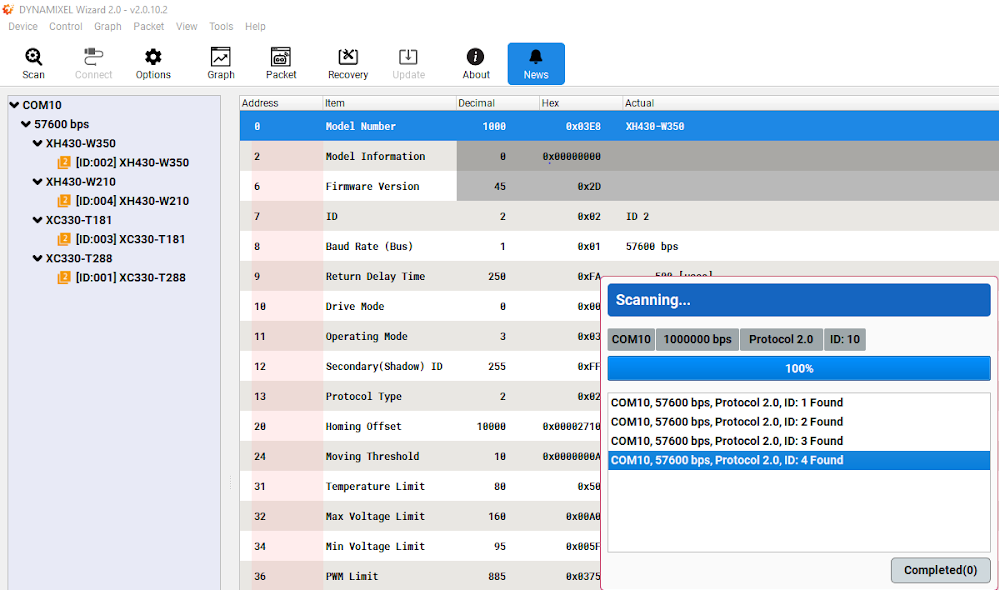 DYNAMIXEL Wizard 2.0 - v2.0.10.2
Device Control Graph Packet View Tools Help
Scan Connect Options Graph Packet Recovery Update About News
COM10
57600 bps
XH430-W350
2 [ID:002] XH430-W350
XH430-W210
2 [ID:004] XH430-W210
XC330-T181
2 [ID:003] XC330-T181
XC330-T288
2 [ID:001] XC330-T288
Address Item Decimal Hex Actual
0 Model Number 1000 0x03E8 XH430-W350
2 Model Information 0 0x00000000
6 Firmware Version 45 0x2D
7 ID 2 0x02 ID 2
8 Baud Rate (Bus) 1 0x01 57600 bps
9 Return Delay Time 250 0xFA 500 [usec]
10 Drive Mode 0 0x00
11 Operating Mode 3 0x03
12 Secondary(Shadow) ID 255 0xFF
13 Protocol Type 2 0x02
20 Homing Offset 10000 0x00002710
24 Moving Threshold 10 0x0000000A
31 Temperature Limit 80 0x50
32 Max Voltage Limit 160 0x00A0
34 Min Voltage Limit 95 0x005F
36 PWM Limit 885 0x0375
Scanning...
COM10 1000000 bps Protocol 2.0 ID: 10
100%
COM10, 57600 bps, Protocol 2.0, ID: 1 Found
COM10, 57600 bps, Protocol 2.0, ID: 2 Found
COM10, 57600 bps, Protocol 2.0, ID: 3 Found
COM10, 57600 bps, Protocol 2.0, ID: 4 Found
Completed(0)